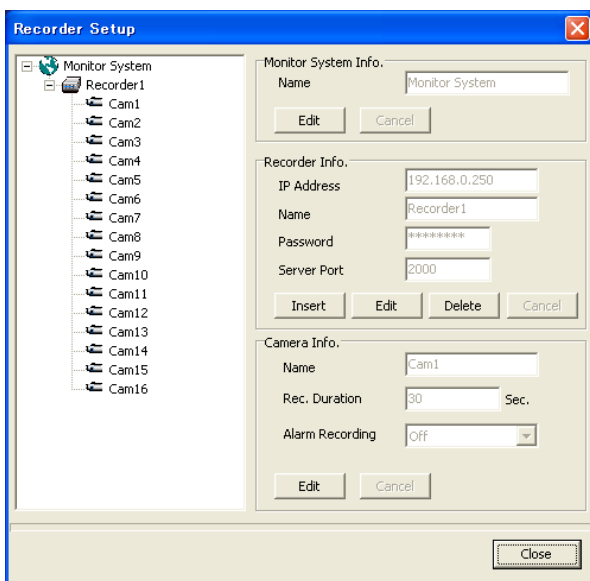 Recorder Setup
Monitor System
Recorder1
Cam1
Cam2
Cam3
Cam4
Cam5
Cam6
Cam7
Cam8
Cam9
Cam10
Cam11
Cam12
Cam13
Cam14
Cam15
Cam16
Monitor System Info.
Name Monitor System
Edit Cancel
Recorder Info.
IP Address 192.168.0.250
Name Recorder1
Password ********
Server Port 2000
Insert Edit Delete Cancel
Camera Info.
Name Cam1
Rec. Duration 30 Sec.
Alarm Recording Off
Edit Cancel
Close